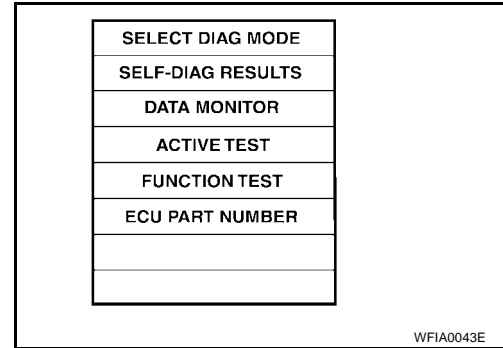 SELECT DIAG MODE
SELF-DIAG RESULTS
DATA MONITOR
ACTIVE TEST
FUNCTION TEST
ECU PART NUMBER
WFIA0043E